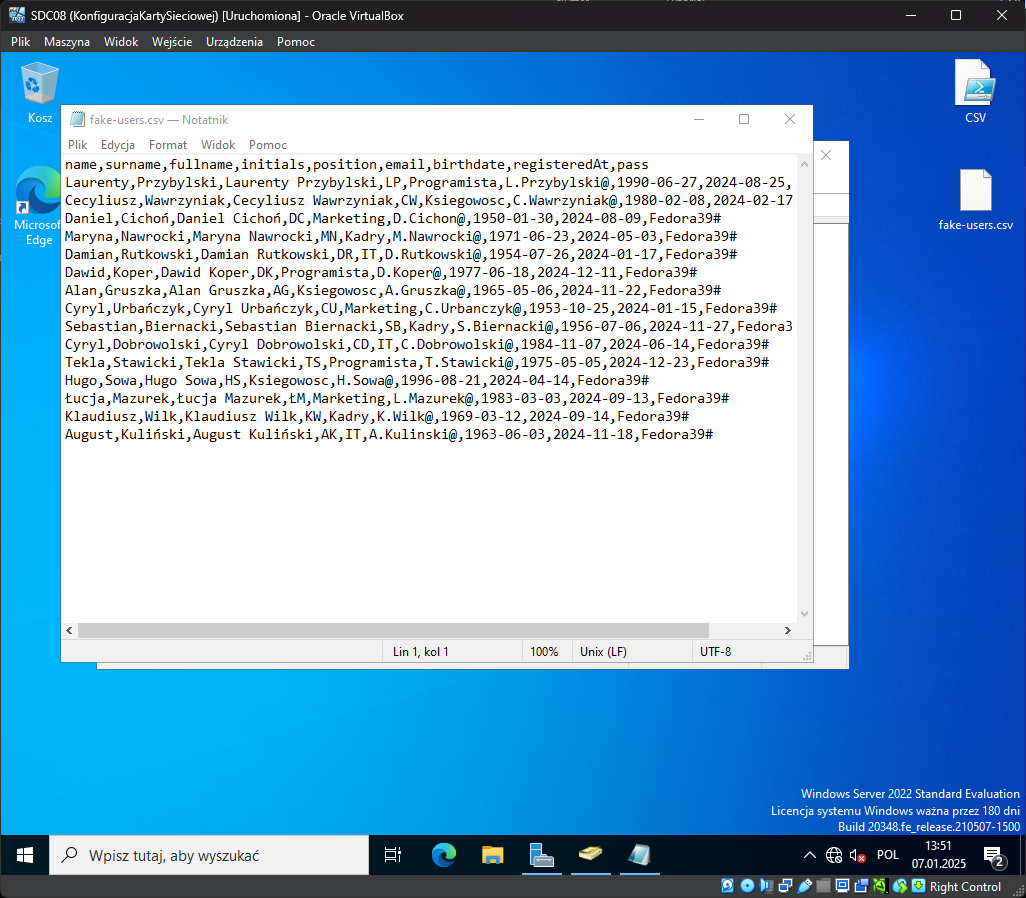 SDC08 (KonfiguracjaKartySieciowej) [Uruchomiona] - Oracle VirtualBox
Plik Maszyna Widok Wejście Urządzenia Pomoc
Kosz
CSV
Microsof
Edge
fake-users.csv
fake-users.csv — Notatnik
Plik Edycja Format Widok Pomoc
name,surname,fullname,initials,position,email,birthdate,registeredAt,pass
Laurenty,Przybylski,Laurenty Przybylski,LP,Programista,L.Przybylski@,1990-06-27,2024-08-25,
Cecyliusz,Wawrzyniak,Cecyliusz Wawrzyniak,CW,Ksiegowosc,C.Wawrzyniak@,1980-02-08,2024-02-17
Daniel,Cichoń,Daniel Cichoń,DC,Marketing,D.Cichon@,1950-01-30,2024-08-09,Fedora39#
Maryna,Nawrocki,Maryna Nawrocki,MN,Kadry,M.Nawrocki@,1971-06-23,2024-05-03,Fedora39#
Damian,Rutkowski,Damian Rutkowski,DR,IT,D.Rutkowski@,1954-07-26,2024-01-17,Fedora39#
Dawid,Koper,Dawid Koper,DK,Programista,D.Koper@,1977-06-18,2024-12-11,Fedora39#
Alan,Gruszka,Alan Gruszka,AG,Ksiegowosc,A.Gruszka@,1965-05-06,2024-11-22,Fedora39#
Cyryl,Urbańczyk,Cyryl Urbańczyk,CU,Marketing,C.Urbanczyk@,1953-10-25,2024-01-15,Fedora39#
Sebastian,Biernacki,Sebastian Biernacki,SB,Kadry,S.Biernacki@,1956-07-06,2024-11-27,Fedora3
Cyryl,Dobrowolski,Cyryl Dobrowolski,CD,IT,C.Dobrowolski@,1984-11-07,2024-06-14,Fedora39#
Tekla,Stawicki,Tekla Stawicki,TS,Programista,T.Stawicki@,1975-05-05,2024-12-23,Fedora39#
Hugo,Sowa,Hugo Sowa,HS,Ksiegowosc,H.Sowa@,1996-08-21,2024-04-14,Fedora39#
Łucja,Mazurek,Łucja Mazurek,ŁM,Marketing,L.Mazurek@,1983-03-03,2024-09-13,Fedora39#
Klaudiusz,Wilk,Klaudiusz Wilk,KW,Kadry,K.Wilk@,1969-03-12,2024-09-14,Fedora39#
August,Kuliński,August Kuliński,AK,IT,A.Kulinski@,1963-06-03,2024-11-18,Fedora39#
Lin 1, kol 1 100% Unix (LF) UTF-8
Windows Server 2022 Standard Evaluation
Licencja systemu Windows ważna przez 180 dni
Build 20348.fe_release.210507-1500
Wpisz tutaj, aby wyszukać
POL
13:51
07.01.2025
2
Right Control